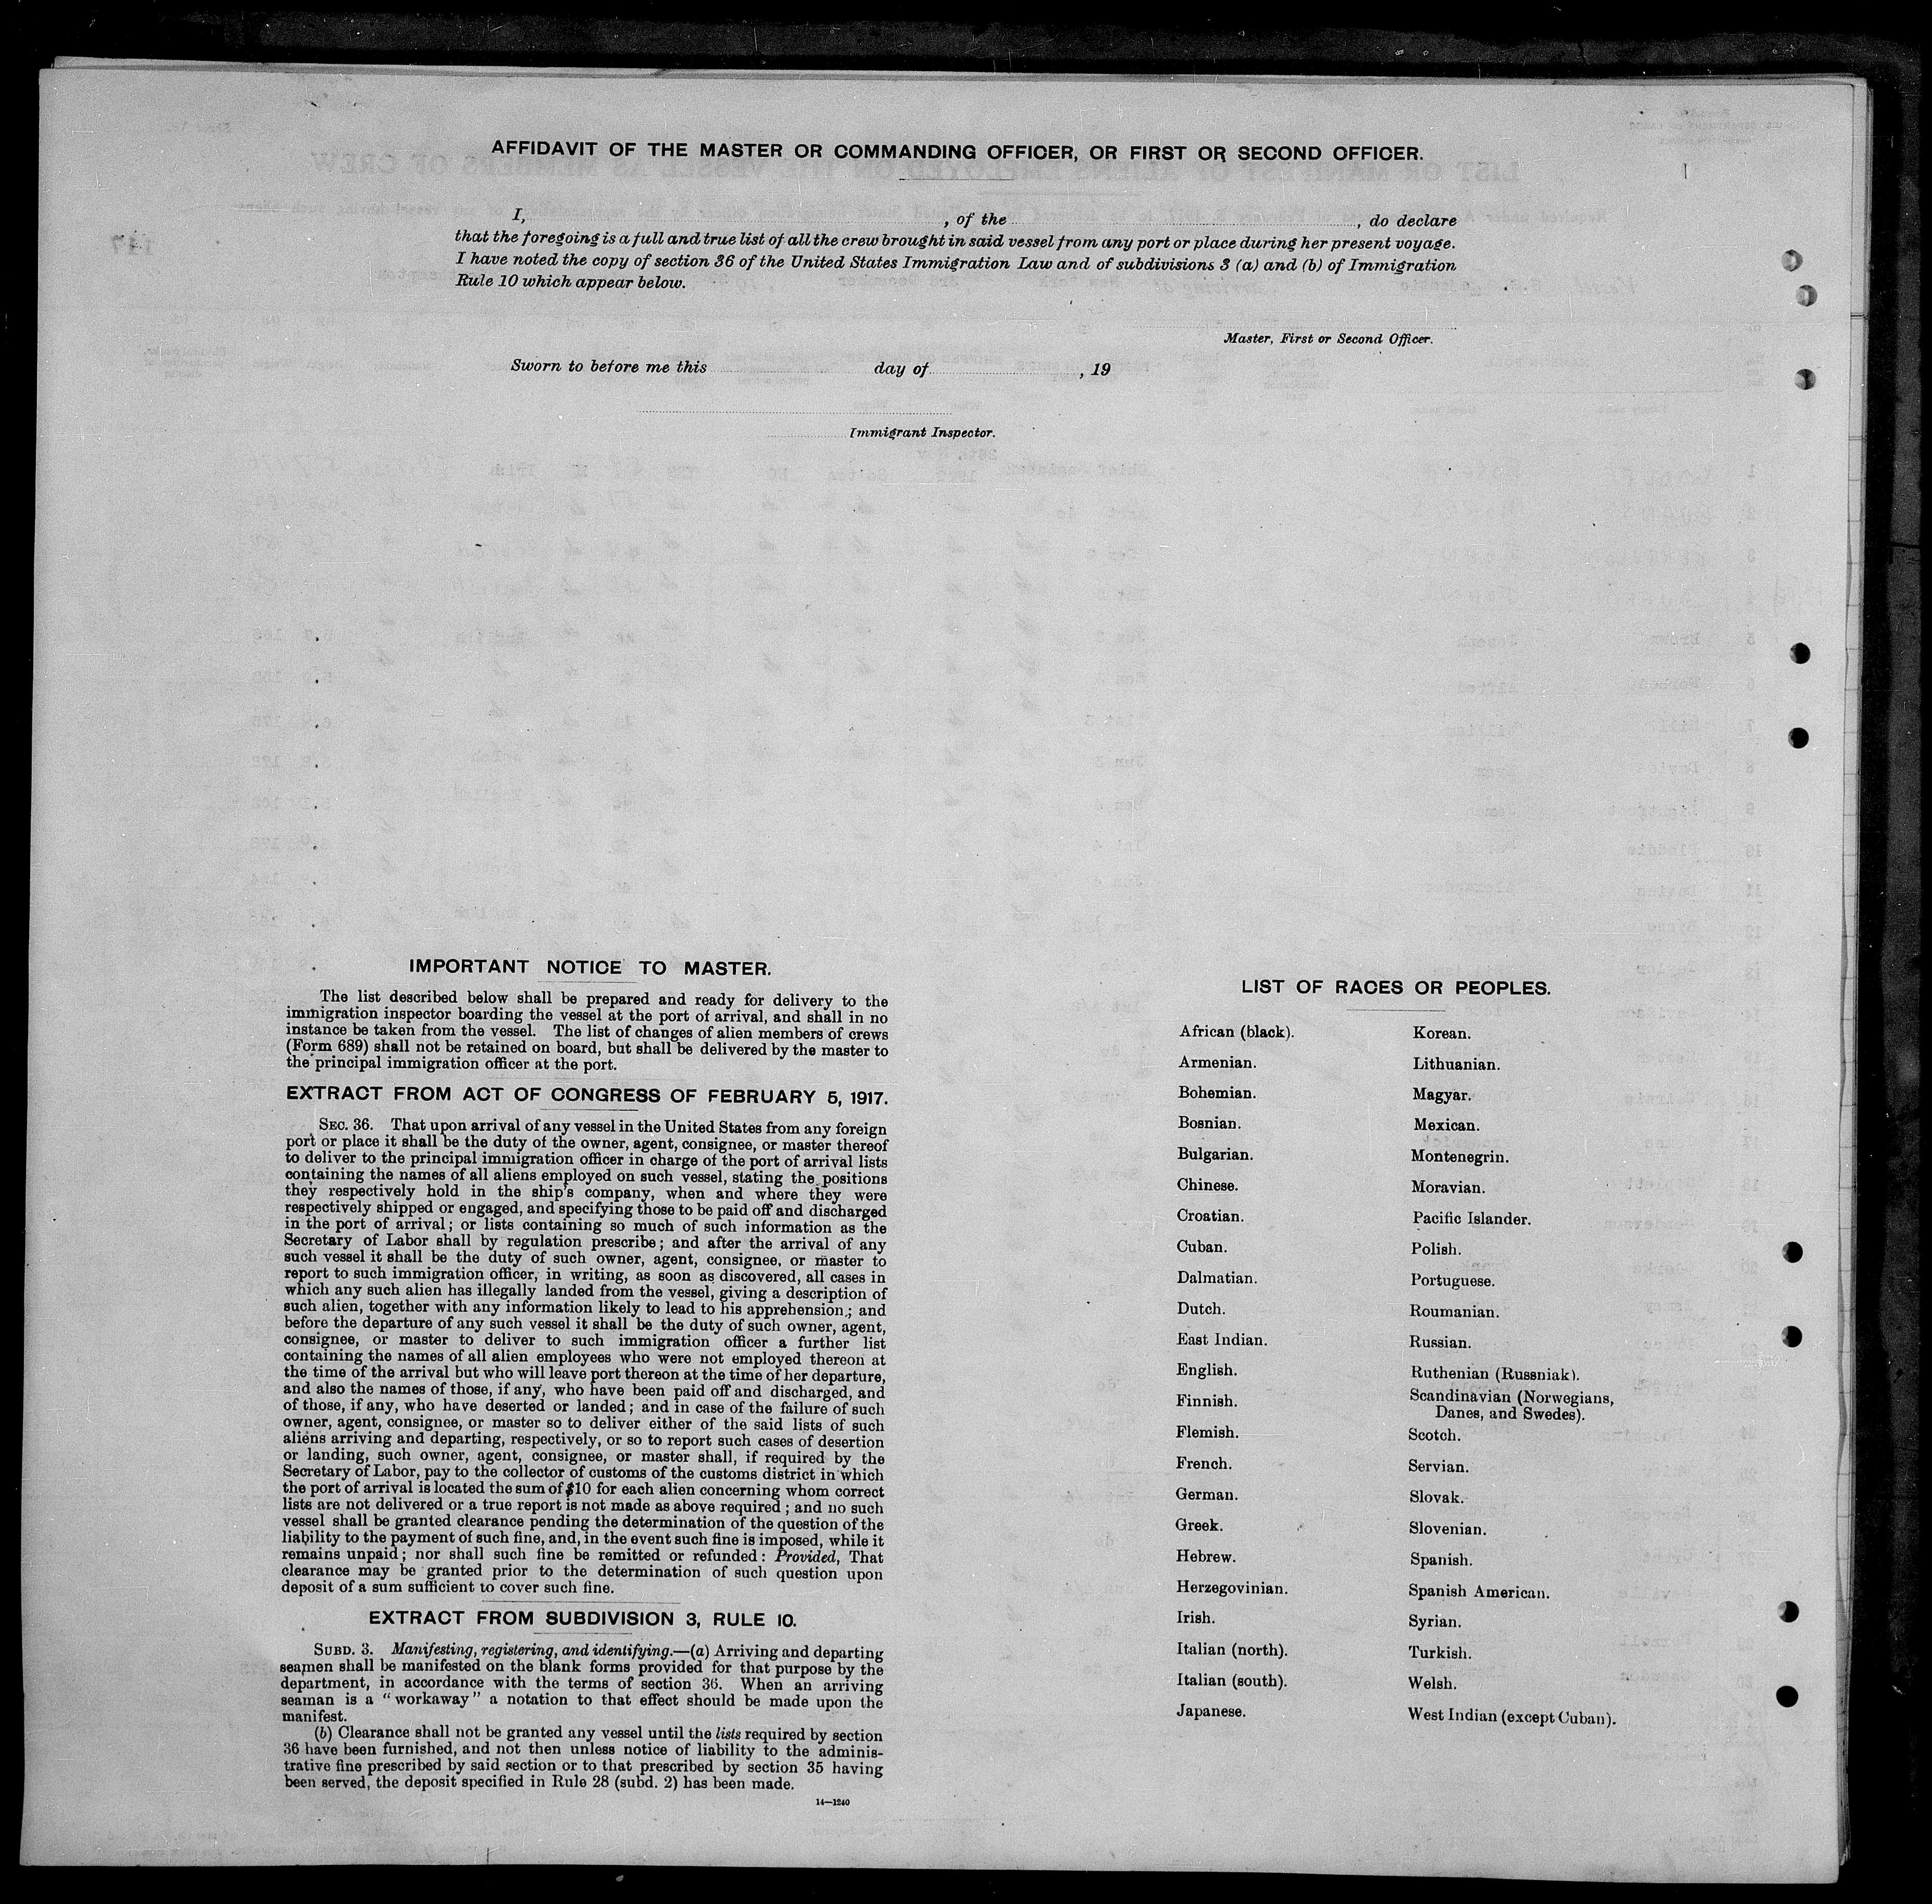 AFFIDAVIT OF THE MASTER OR COMMANDING OFFICER, OR FIRST OR SECOND OFFICER.
I, , of the , do declare
that the foregoing is a full and true list of all the crew brought in said vessel from any port or place during her present voyage.
I have noted the copy of section 36 of the United States Immigration Law and of subdivisions 3 (a) and (b) of Immigration
Rule 10 which appear below.
Master, First or Second Officer.
Sworn to before me this day of , 19
Immigrant Inspector.
IMPORTANT NOTICE TO MASTER.
The list described below shall be prepared and ready for delivery to the
immigration inspector boarding the vessel at the port of arrival, and shall in no
instance be taken from the vessel. The list of changes of alien members of crews
(Form 689) shall not be retained on board, but shall be delivered by the master to
the principal immigration officer at the port.
EXTRACT FROM ACT OF CONGRESS OF FEBRUARY 5, 1917.
SEC. 36. That upon arrival of any vessel in the United States from any foreign
port or place it shall be the duty of the owner, agent, consignee, or master thereof
to deliver to the principal immigration officer in charge of the port of arrival lists
containing the names of all aliens employed on such vessel, stating the positions
they respectively hold in the ship's company, when and where they were
respectively shipped or engaged, and specifying those to be paid off and discharged
in the port of arrival; or lists containing so much of such information as the
Secretary of Labor shall by regulation prescribe; and after the arrival of any
such vessel it shall be the duty of such owner, agent, consignee, or master to
report to such immigration officer, in writing, as soon as discovered, all cases in
which any such alien has illegally landed from the vessel, giving a description of
such alien, together with any information likely to lead to his apprehension; and
before the departure of any such vessel it shall be the duty of such owner, agent,
consignee, or master to deliver to such immigration officer a further list
containing the names of all alien employees who were not employed thereon at
the time of the arrival but who will leave port thereon at the time of her departure,
and also the names of those, if any, who have been paid off and discharged, and
of those, if any, who have deserted or landed; and in case of the failure of such
owner, agent, consignee, or master so to deliver either of the said lists of such
aliens arriving and departing, respectively, or so to report such cases of desertion
or landing, such owner, agent, consignee, or master shall, if required by the
Secretary of Labor, pay to the collector of customs of the customs district in which
the port of arrival is located the sum of $10 for each alien concerning whom correct
lists are not delivered or a true report is not made as above required; and no such
vessel shall be granted clearance pending the determination of the question of the
liability to the payment of such fine, and, in the event such fine is imposed, while it
remains unpaid; nor shall such fine be remitted or refunded: Provided, That
clearance may be granted prior to the determination of such question upon
deposit of a sum sufficient to cover such fine.
EXTRACT FROM SUBDIVISION 3, RULE 10.
SUBD. 3. Manifesting, registering, and identifying.—(a) Arriving and departing
seamen shall be manifested on the blank forms provided for that purpose by the
department, in accordance with the terms of section 36. When an arriving
seaman is a "workaway" a notation to that effect should be made upon the
manifest.
(b) Clearance shall not be granted any vessel until the lists required by section
36 have been furnished, and not then unless notice of liability to the adminis-
trative fine prescribed by said section or to that prescribed by section 35 having
been served, the deposit specified in Rule 28 (subd. 2) has been made.
14—1240
LIST OF RACES OR PEOPLES.
African (black).
Armenian.
Bohemian.
Bosnian.
Bulgarian.
Chinese.
Croatian.
Cuban.
Dalmatian.
Dutch.
East Indian.
English.
Finnish.
Flemish.
French.
German.
Greek.
Hebrew.
Herzegovinian.
Irish.
Italian (north).
Italian (south).
Japanese.
Korean.
Lithuanian.
Magyar.
Mexican.
Montenegrin.
Moravian.
Pacific Islander.
Polish.
Portuguese.
Roumanian.
Russian.
Ruthenian (Russniak).
Scandinavian (Norwegians,
Danes, and Swedes).
Scotch.
Servian.
Slovak.
Slovenian.
Spanish.
Spanish American.
Syrian.
Turkish.
Welsh.
West Indian (except Cuban).